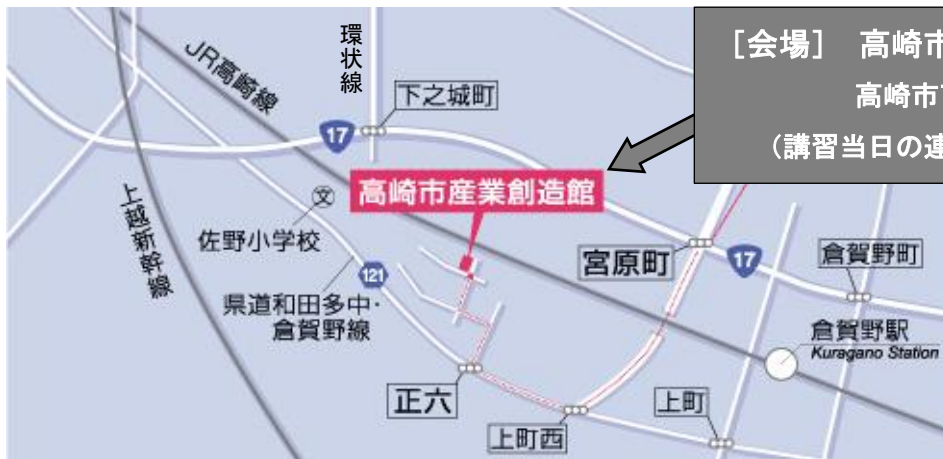 [会場] 高崎市
高崎市
(講習当日の連
環状線
JR高崎線
下之城町
17
高崎市産業創造館
上越新幹線
文
佐野小学校
宮原町
17
倉賀野町
121
県道和田多中・
倉賀野線
倉賀野駅
Kuragano Station
正六
上町
上町西